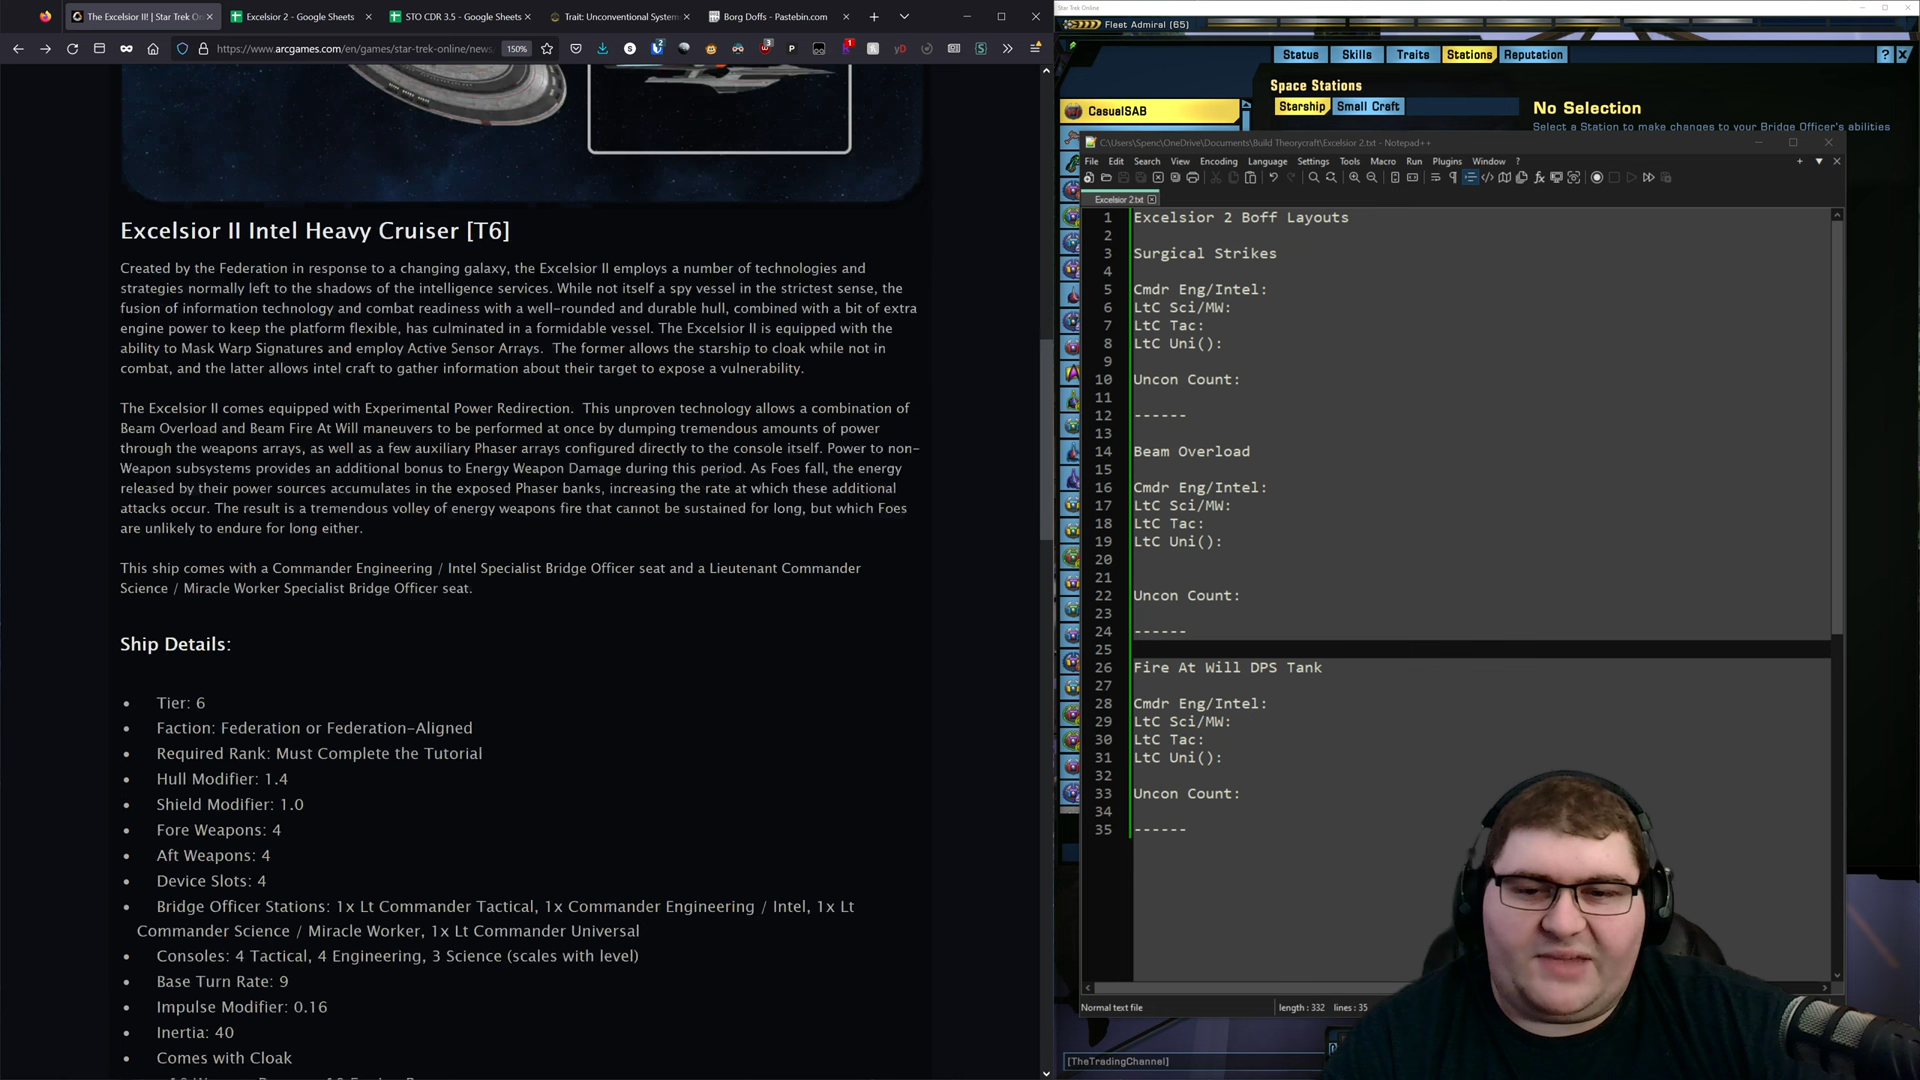 The Excelsior II! | Star Trek On
Excelsior 2 - Google Sheets
STO CDR 3.5 - Google Sheets
Trait: Unconventional System
Borg Doffs - Pastebin.com
https://www.arcgames.com/en/games/star-trek-online/news
150%
Excelsior II Intel Heavy Cruiser [T6]
Created by the Federation in response to a changing galaxy, the Excelsior II employs a number of technologies and
strategies normally left to the shadows of the intelligence services. While not itself a spy vessel in the strictest sense, the
fusion of information technology and combat readiness with a well-rounded and durable hull, combined with a bit of extra
engine power to keep the platform flexible, has culminated in a formidable vessel. The Excelsior II is equipped with the
ability to Mask Warp Signatures and employ Active Sensor Arrays.  The former allows the starship to cloak while not in
combat, and the latter allows intel craft to gather information about their target to expose a vulnerability.
The Excelsior II comes equipped with Experimental Power Redirection.  This unproven technology allows a combination of
Beam Overload and Beam Fire At Will maneuvers to be performed at once by dumping tremendous amounts of power
through the weapons arrays, as well as a few auxiliary Phaser arrays configured directly to the console itself. Power to non-
Weapon subsystems provides an additional bonus to Energy Weapon Damage during this period. As Foes fall, the energy
released by their power sources accumulates in the exposed Phaser banks, increasing the rate at which these additional
attacks occur. The result is a tremendous volley of energy weapons fire that cannot be sustained for long, but which Foes
are unlikely to endure for long either.
This ship comes with a Commander Engineering / Intel Specialist Bridge Officer seat and a Lieutenant Commander
Science / Miracle Worker Specialist Bridge Officer seat.
Ship Details:
• Tier: 6
• Faction: Federation or Federation-Aligned
• Required Rank: Must Complete the Tutorial
• Hull Modifier: 1.4
• Shield Modifier: 1.0
• Fore Weapons: 4
• Aft Weapons: 4
• Device Slots: 4
• Bridge Officer Stations: 1x Lt Commander Tactical, 1x Commander Engineering / Intel, 1x Lt
Commander Science / Miracle Worker, 1x Lt Commander Universal
• Consoles: 4 Tactical, 4 Engineering, 3 Science (scales with level)
• Base Turn Rate: 9
• Impulse Modifier: 0.16
• Inertia: 40
• Comes with Cloak
Star Trek Online
Fleet Admiral (65)
Status Skills Traits Stations Reputation
? X
Space Stations
Starship Small Craft
No Selection
Select a Station to make changes to your Bridge Officer's abilities
CasualSAB
C:\Users\Spenc\OneDrive\Documents\Build Theorycraft\Excelsior 2.txt - Notepad++
File Edit Search View Encoding Language Settings Tools Macro Run Plugins Window ?
Excelsior 2.txt
1 Excelsior 2 Boff Layouts
2
3 Surgical Strikes
4
5 Cmdr Eng/Intel:
6 LtC Sci/MW:
7 LtC Tac:
8 LtC Uni():
9
10 Uncon Count:
11
12 ------
13
14 Beam Overload
15
16 Cmdr Eng/Intel:
17 LtC Sci/MW:
18 LtC Tac:
19 LtC Uni():
20
21
22 Uncon Count:
23
24 ------
25
26 Fire At Will DPS Tank
27
28 Cmdr Eng/Intel:
29 LtC Sci/MW:
30 LtC Tac:
31 LtC Uni():
32
33 Uncon Count:
34
35 ------
Normal text file
length : 332 lines : 35
[TheTradingChannel]